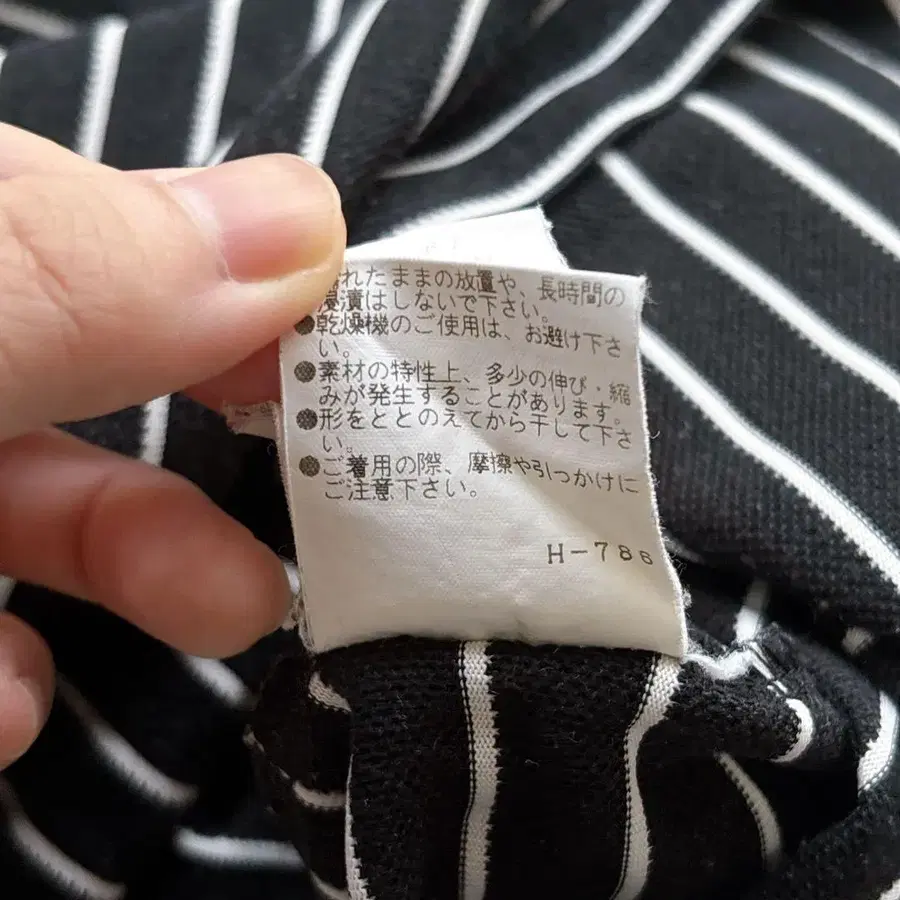 れたままの放置や、長時間の
浸漬はしないで下さい。
●乾燥機のご使用は、お避け下さ
い。
●素材の特性上、多少の伸び・縮
みが発生することがあります。
●形をととのえてから干して下さ
い。
●ご着用の際、摩擦や引っかけに
ご注意下さい。
H-786